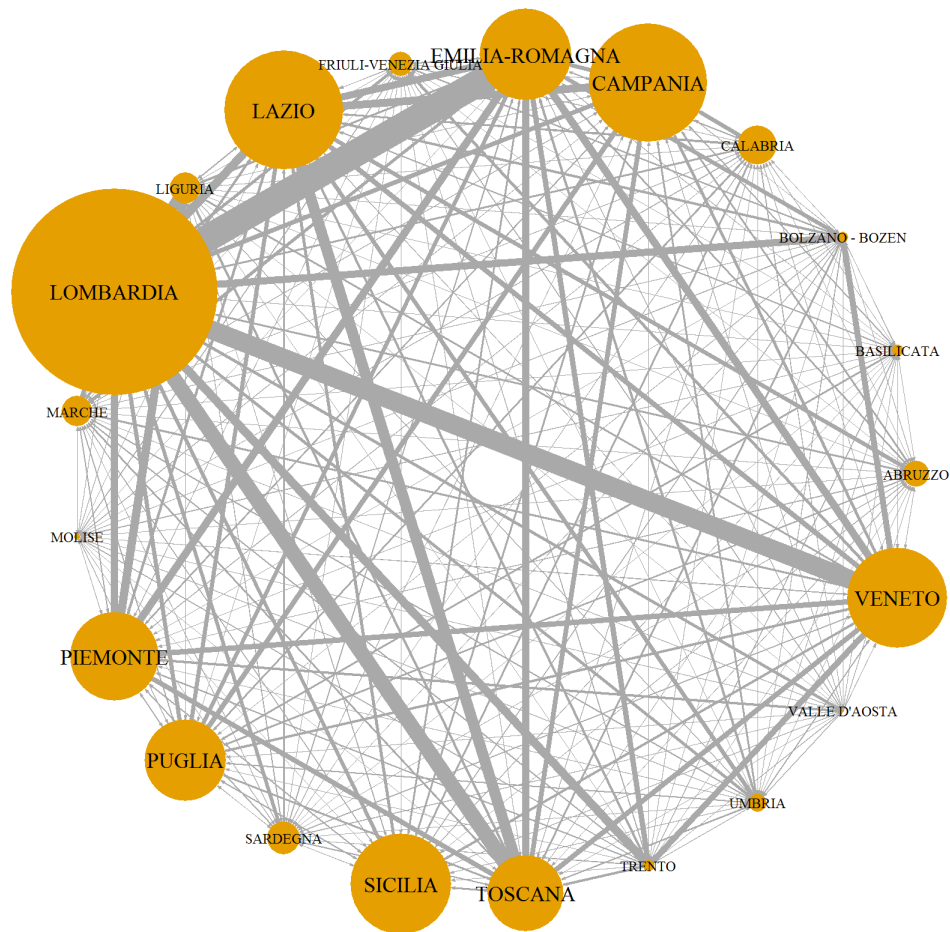 EMILIA-ROMAGNA
FRIULI-VENEZIA GIULIA
CAMPANIA
LAZIO
CALABRIA
LIGURIA
BOLZANO - BOZEN
LOMBARDIA
BASILICATA
MARCHE
ABRUZZO
MOLISE
VENETO
PIEMONTE
VALLE D'AOSTA
PUGLIA
UMBRIA
SARDEGNA
TRENTO
SICILIA
TOSCANA